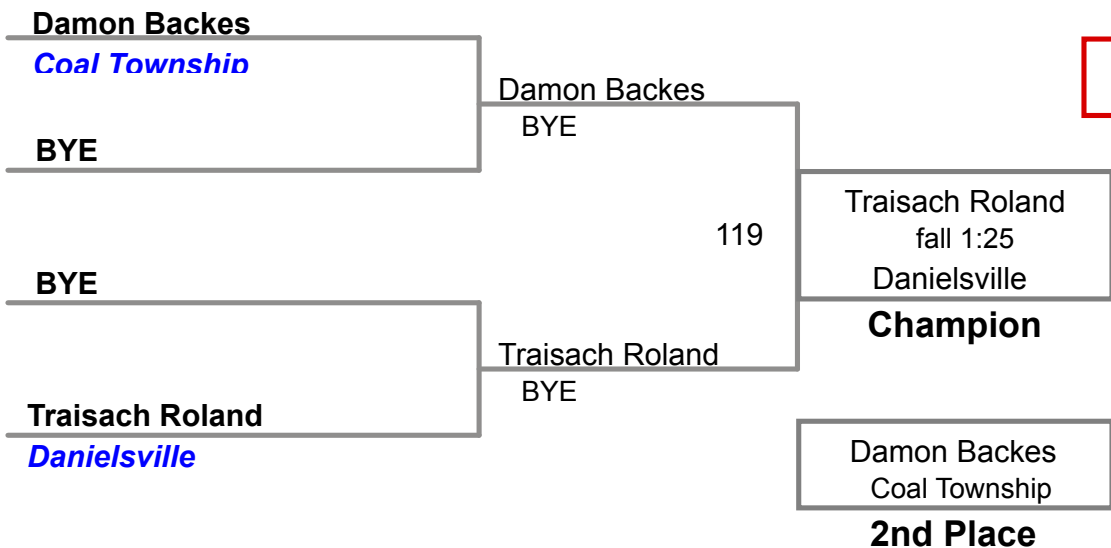 Damon Backes
Coal Township
Damon Backes
BYE
BYE
119
Traisach Roland
fall 1:25
Danielsville
Champion
BYE
Traisach Roland
BYE
Traisach Roland
Danielsville
Damon Backes
Coal Township
2nd Place